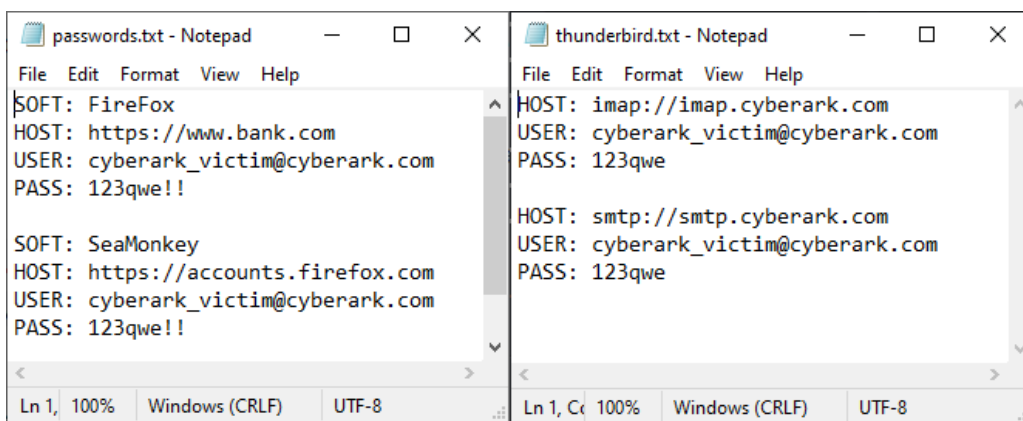 passwords.txt - Notepad
File Edit Format View Help
SOFT: FireFox
HOST: https://www.bank.com
USER: cyberark_victim@cyberark.com
PASS: 123qwe!!
SOFT: SeaMonkey
HOST: https://accounts.firefox.com
USER: cyberark_victim@cyberark.com
PASS: 123qwe!!
Ln 1, 100% Windows (CRLF) UTF-8
thunderbird.txt - Notepad
File Edit Format View Help
HOST: imap://imap.cyberark.com
USER: cyberark_victim@cyberark.com
PASS: 123qwe
HOST: smtp://smtp.cyberark.com
USER: cyberark_victim@cyberark.com
PASS: 123qwe
Ln 1, Co 100% Windows (CRLF) UTF-8